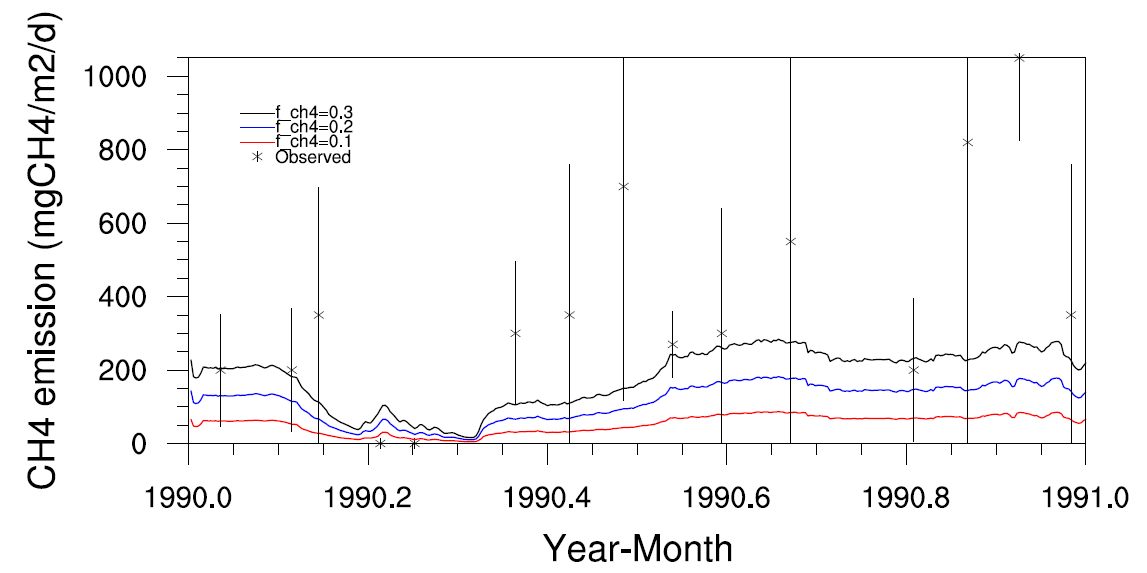 CH4 emission (mgCH4/m2/d)
1000
800
600
400
200
0
f_ch4=0.3
f_ch4=0.2
f_ch4=0.1
Observed
1990.0 1990.2 1990.4 1990.6 1990.8 1991.0
Year-Month